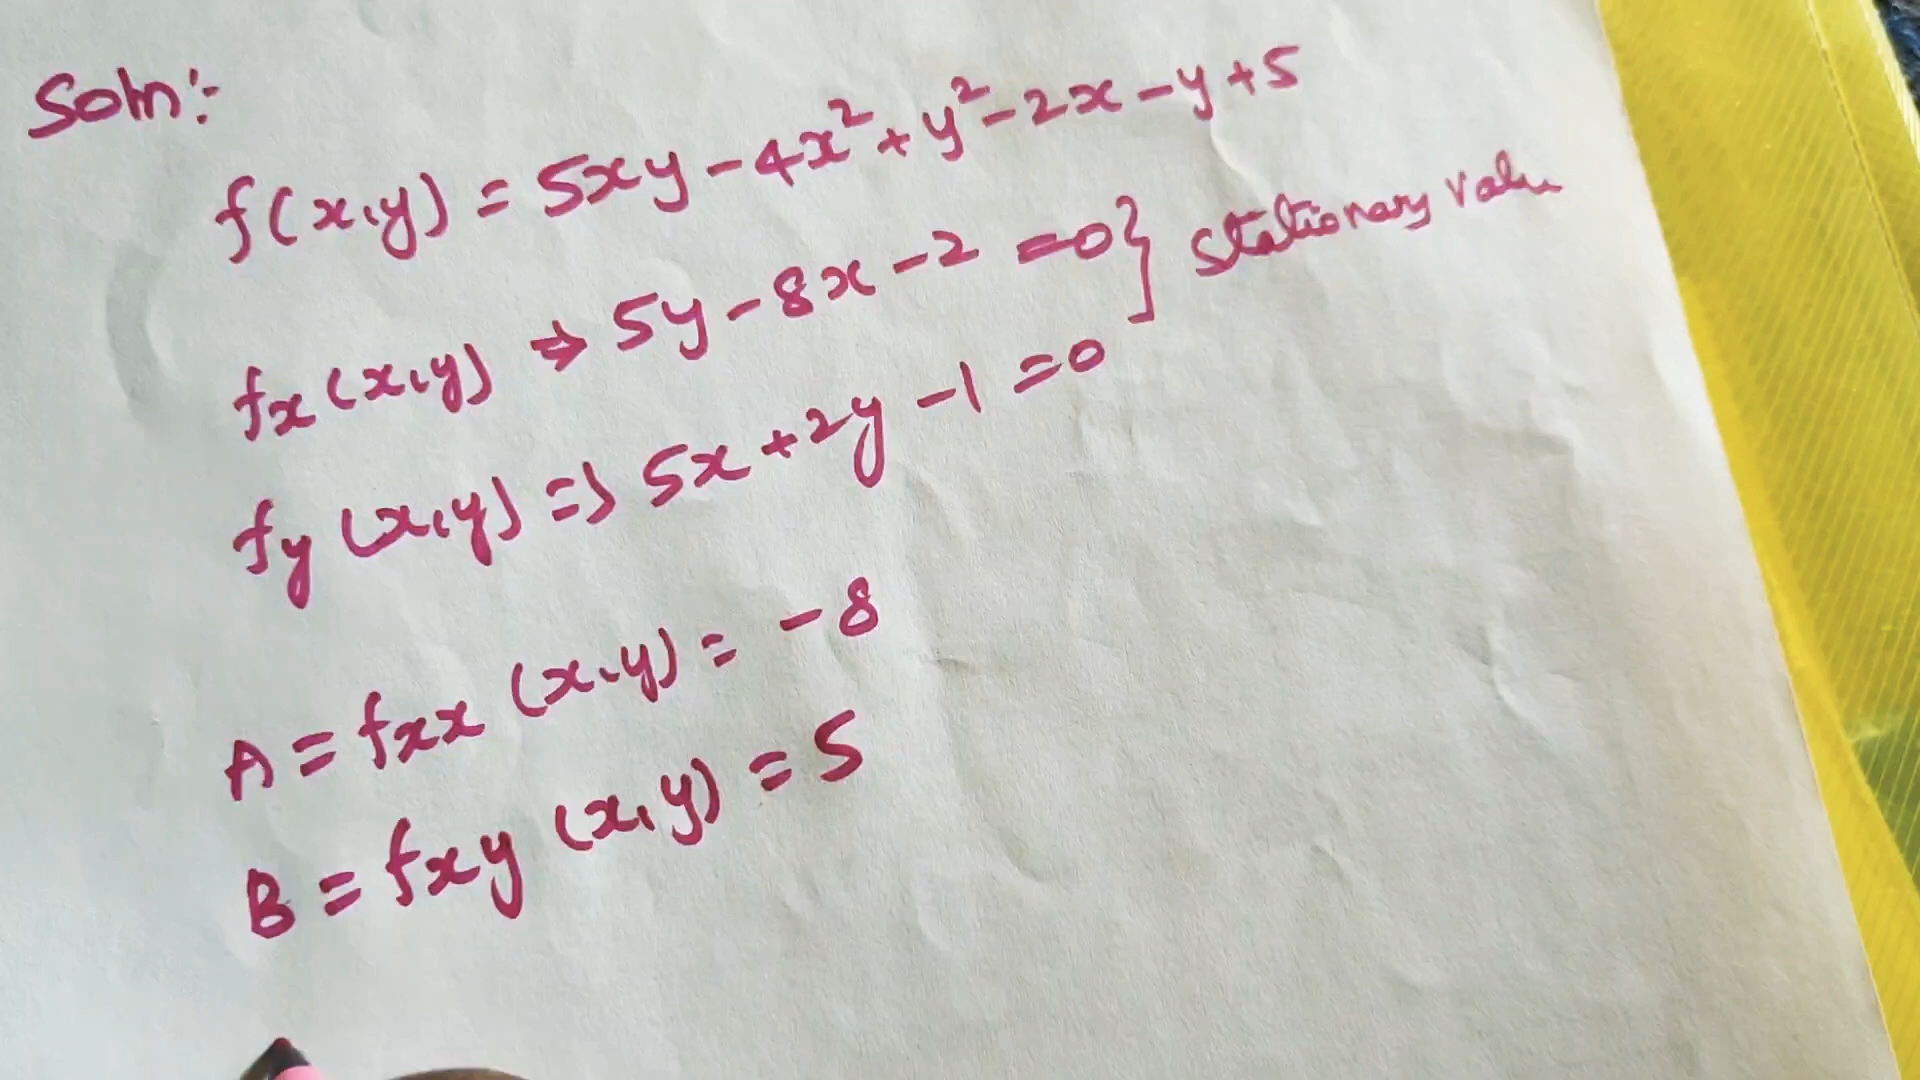 Soln:-
f(x,y) = 5xy - 4x² + y² - 2x - y + 5
fx (x,y) ⇒ 5y - 8x - 2 = 0 } Stationary value
fy (x,y) ⇒ 5x + 2y - 1 = 0
A = fxx (x,y) = -8
B = fxy (x,y) = 5